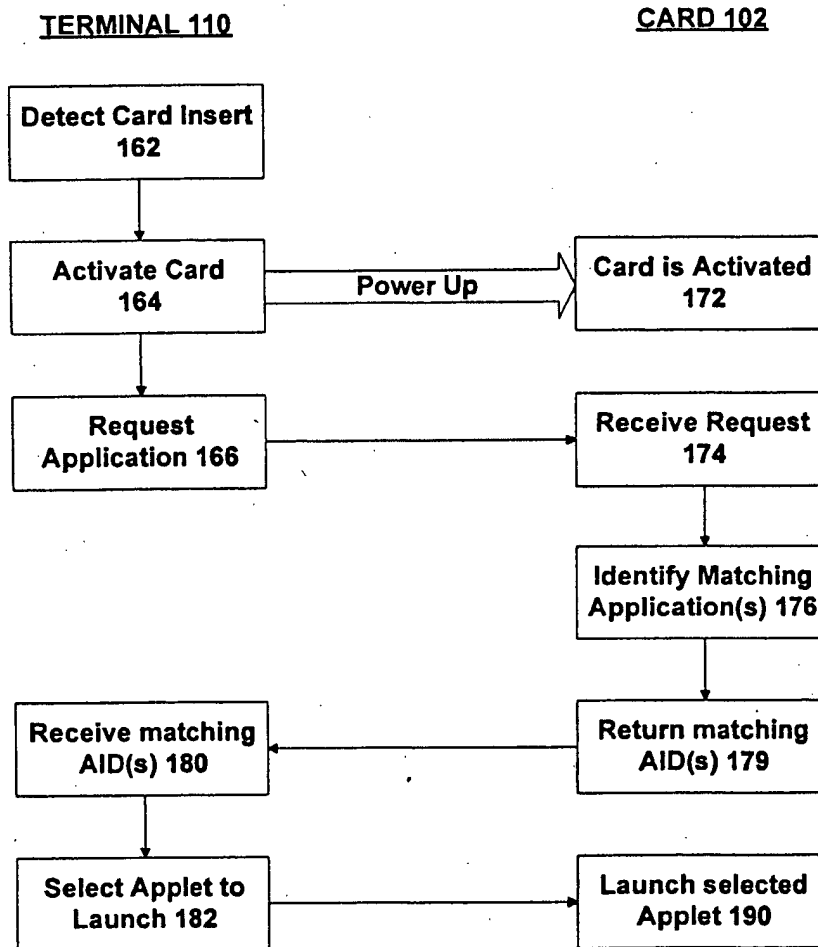 TERMINAL 110
CARD 102
Detect Card Insert
162
Activate Card
164
Power Up
Card is Activated
172
Request
Application 166
Receive Request
174
Identify Matching
Application(s) 176
Return matching
AID(s) 179
Receive matching
AID(s) 180
Select Applet to
Launch 182
Launch selected
Applet 190